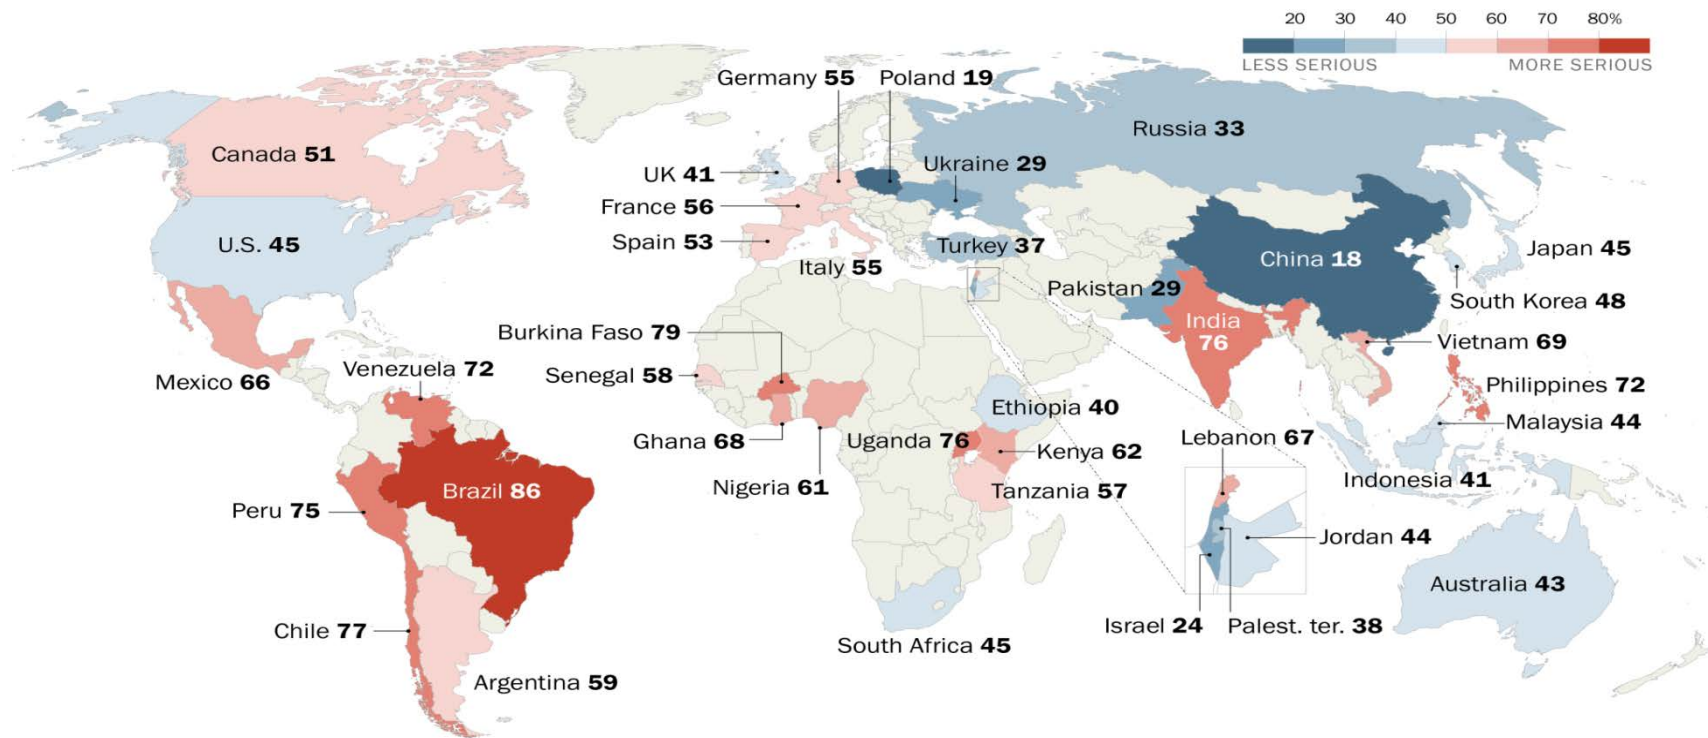 20 30 40 50 60 70 80%
LESS SERIOUS MORE SERIOUS
Germany 55
Poland 19
Russia 33
Canada 51
UK 41
Ukraine 29
France 56
U.S. 45
Spain 53
Turkey 37
Japan 45
Italy 55
China 18
Pakistan 29
South Korea 48
India
76
Burkina Faso 79
Vietnam 69
Venezuela 72
Senegal 58
Mexico 66
Philippines 72
Ethiopia 40
Malaysia 44
Ghana 68
Uganda 76
Lebanon 67
Kenya 62
Indonesia 41
Nigeria 61
Tanzania 57
Brazil 86
Peru 75
Jordan 44
Australia 43
Chile 77
Israel 24
Palest. ter. 38
South Africa 45
Argentina 59